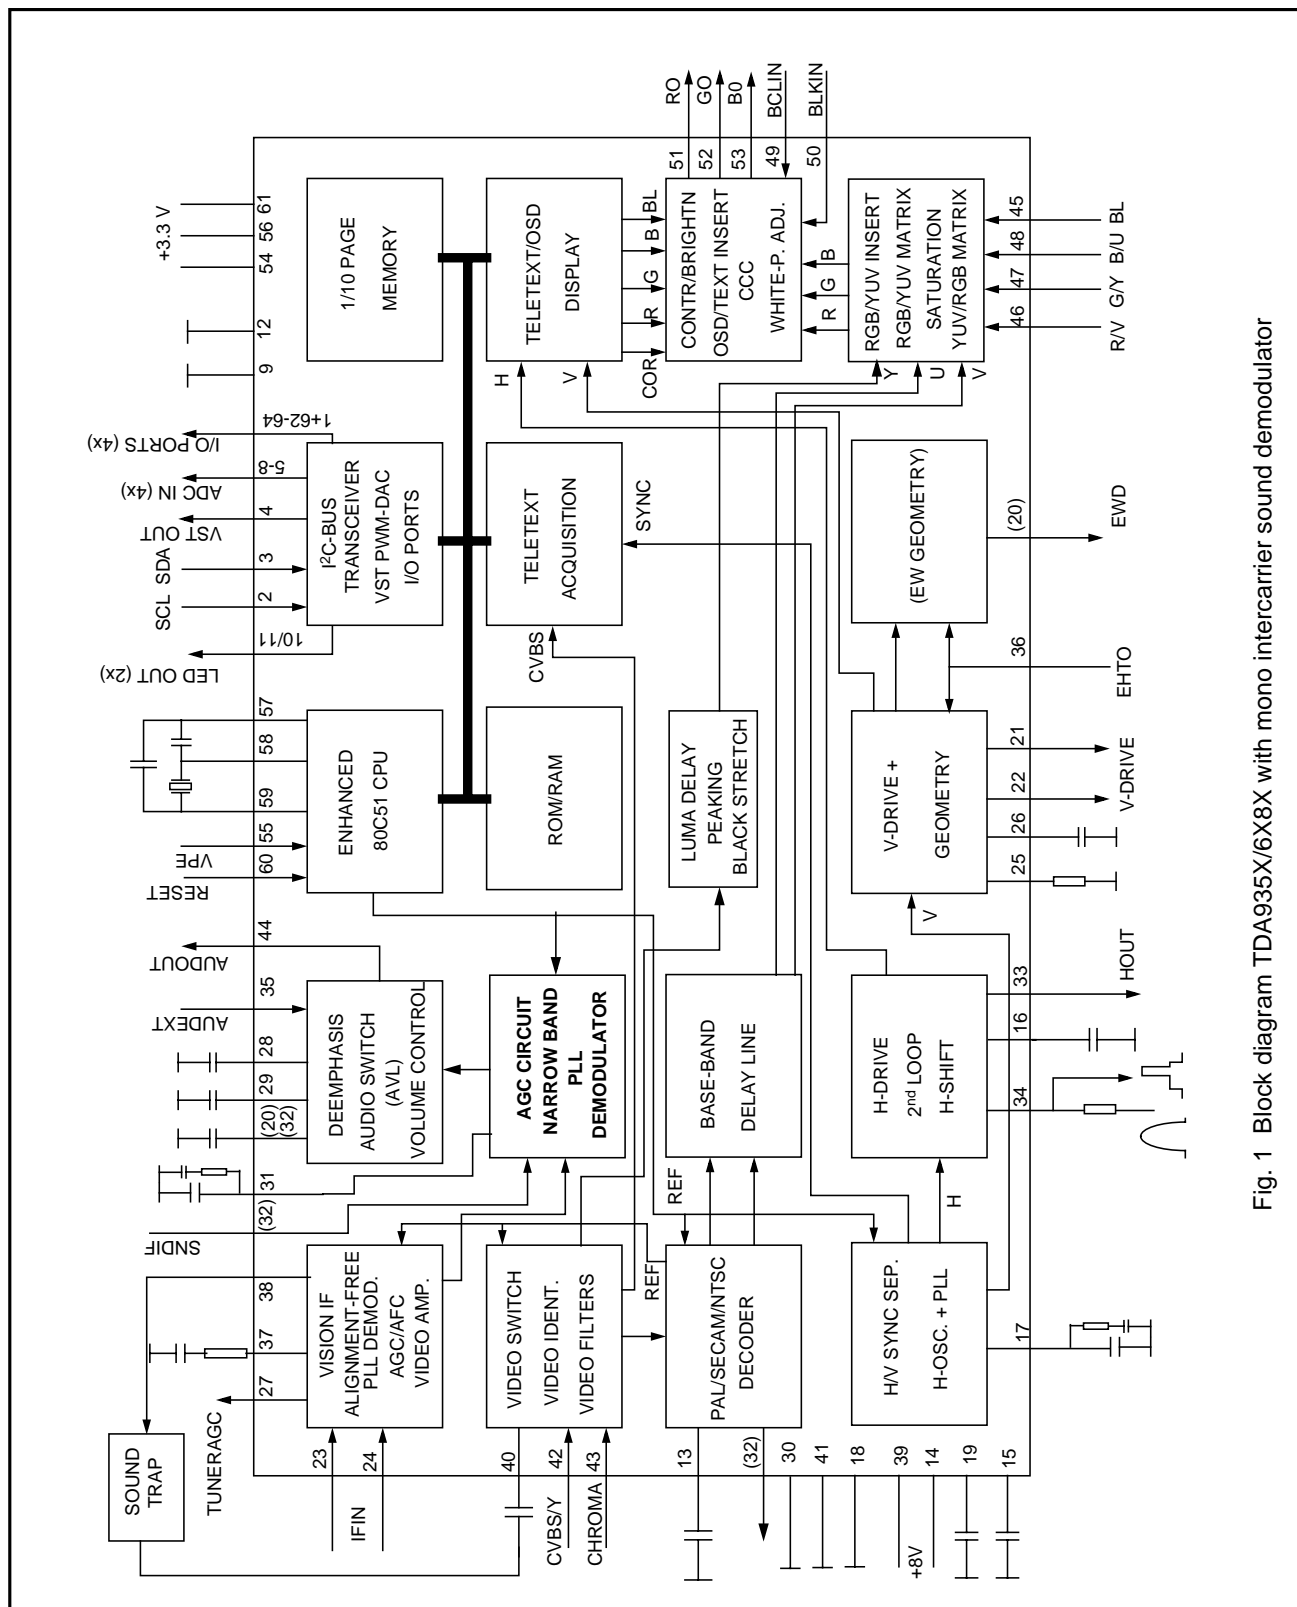 SOUND
TRAP
TUNERAGC
27
37
38
SNDIF
(32)
31
(20)
(32)
29
28
AUDEXT
35
AUDOUT
44
RESET
60
VPE
55
59
58
57
LED OUT (2x)
10/11
SCL
2
SDA
3
VST OUT
4
ADC IN (4x)
5-8
I/O PORTS (4x)
1+62-64
9
12
+3.3 V
54
56
61
IFIN
23
24
VISION IF
ALIGNMENT-FREE
PLL DEMOD.
AGC/AFC
VIDEO AMP.
DEEMPHASIS
AUDIO SWITCH
(AVL)
VOLUME CONTROL
ENHANCED
80C51 CPU
I2C-BUS
TRANSCEIVER
VST PWM-DAC
I/O PORTS
1/10 PAGE
MEMORY
40
CVBS/Y
42
CHROMA
43
VIDEO SWITCH
VIDEO IDENT.
VIDEO FILTERS
AGC CIRCUIT
NARROW BAND
PLL
DEMODULATOR
ROM/RAM
CVBS
TELETEXT
ACQUISITION
SYNC
H
V
TELETEXT/OSD
DISPLAY
COR
R
G
B
BL
REF
REF
13
(32)
30
41
18
39
+8V
14
19
15
PAL/SECAM/NTSC
DECODER
BASE-BAND
DELAY LINE
LUMA DELAY
PEAKING
BLACK STRETCH
CONTR/BRIGHTN
OSD/TEXT INSERT
CCC
WHITE-P. ADJ.
51
RO
52
GO
53
B0
49
BCLIN
50
BLKIN
R
G
B
Y
U
V
RGB/YUV INSERT
RGB/YUV MATRIX
SATURATION
YUV/RGB MATRIX
H/V SYNC SEP.
H-OSC. + PLL
H
H-DRIVE
2nd LOOP
H-SHIFT
V
V-DRIVE +
GEOMETRY
(EW GEOMETRY)
17
34
16
33
HOUT
25
26
22
21
V-DRIVE
36
EHTO
(20)
EWD
46
47
48
45
R/V
G/Y
B/U
BL
Fig. 1 Block diagram TDA935X/6X8X with mono intercarrier sound demodulator